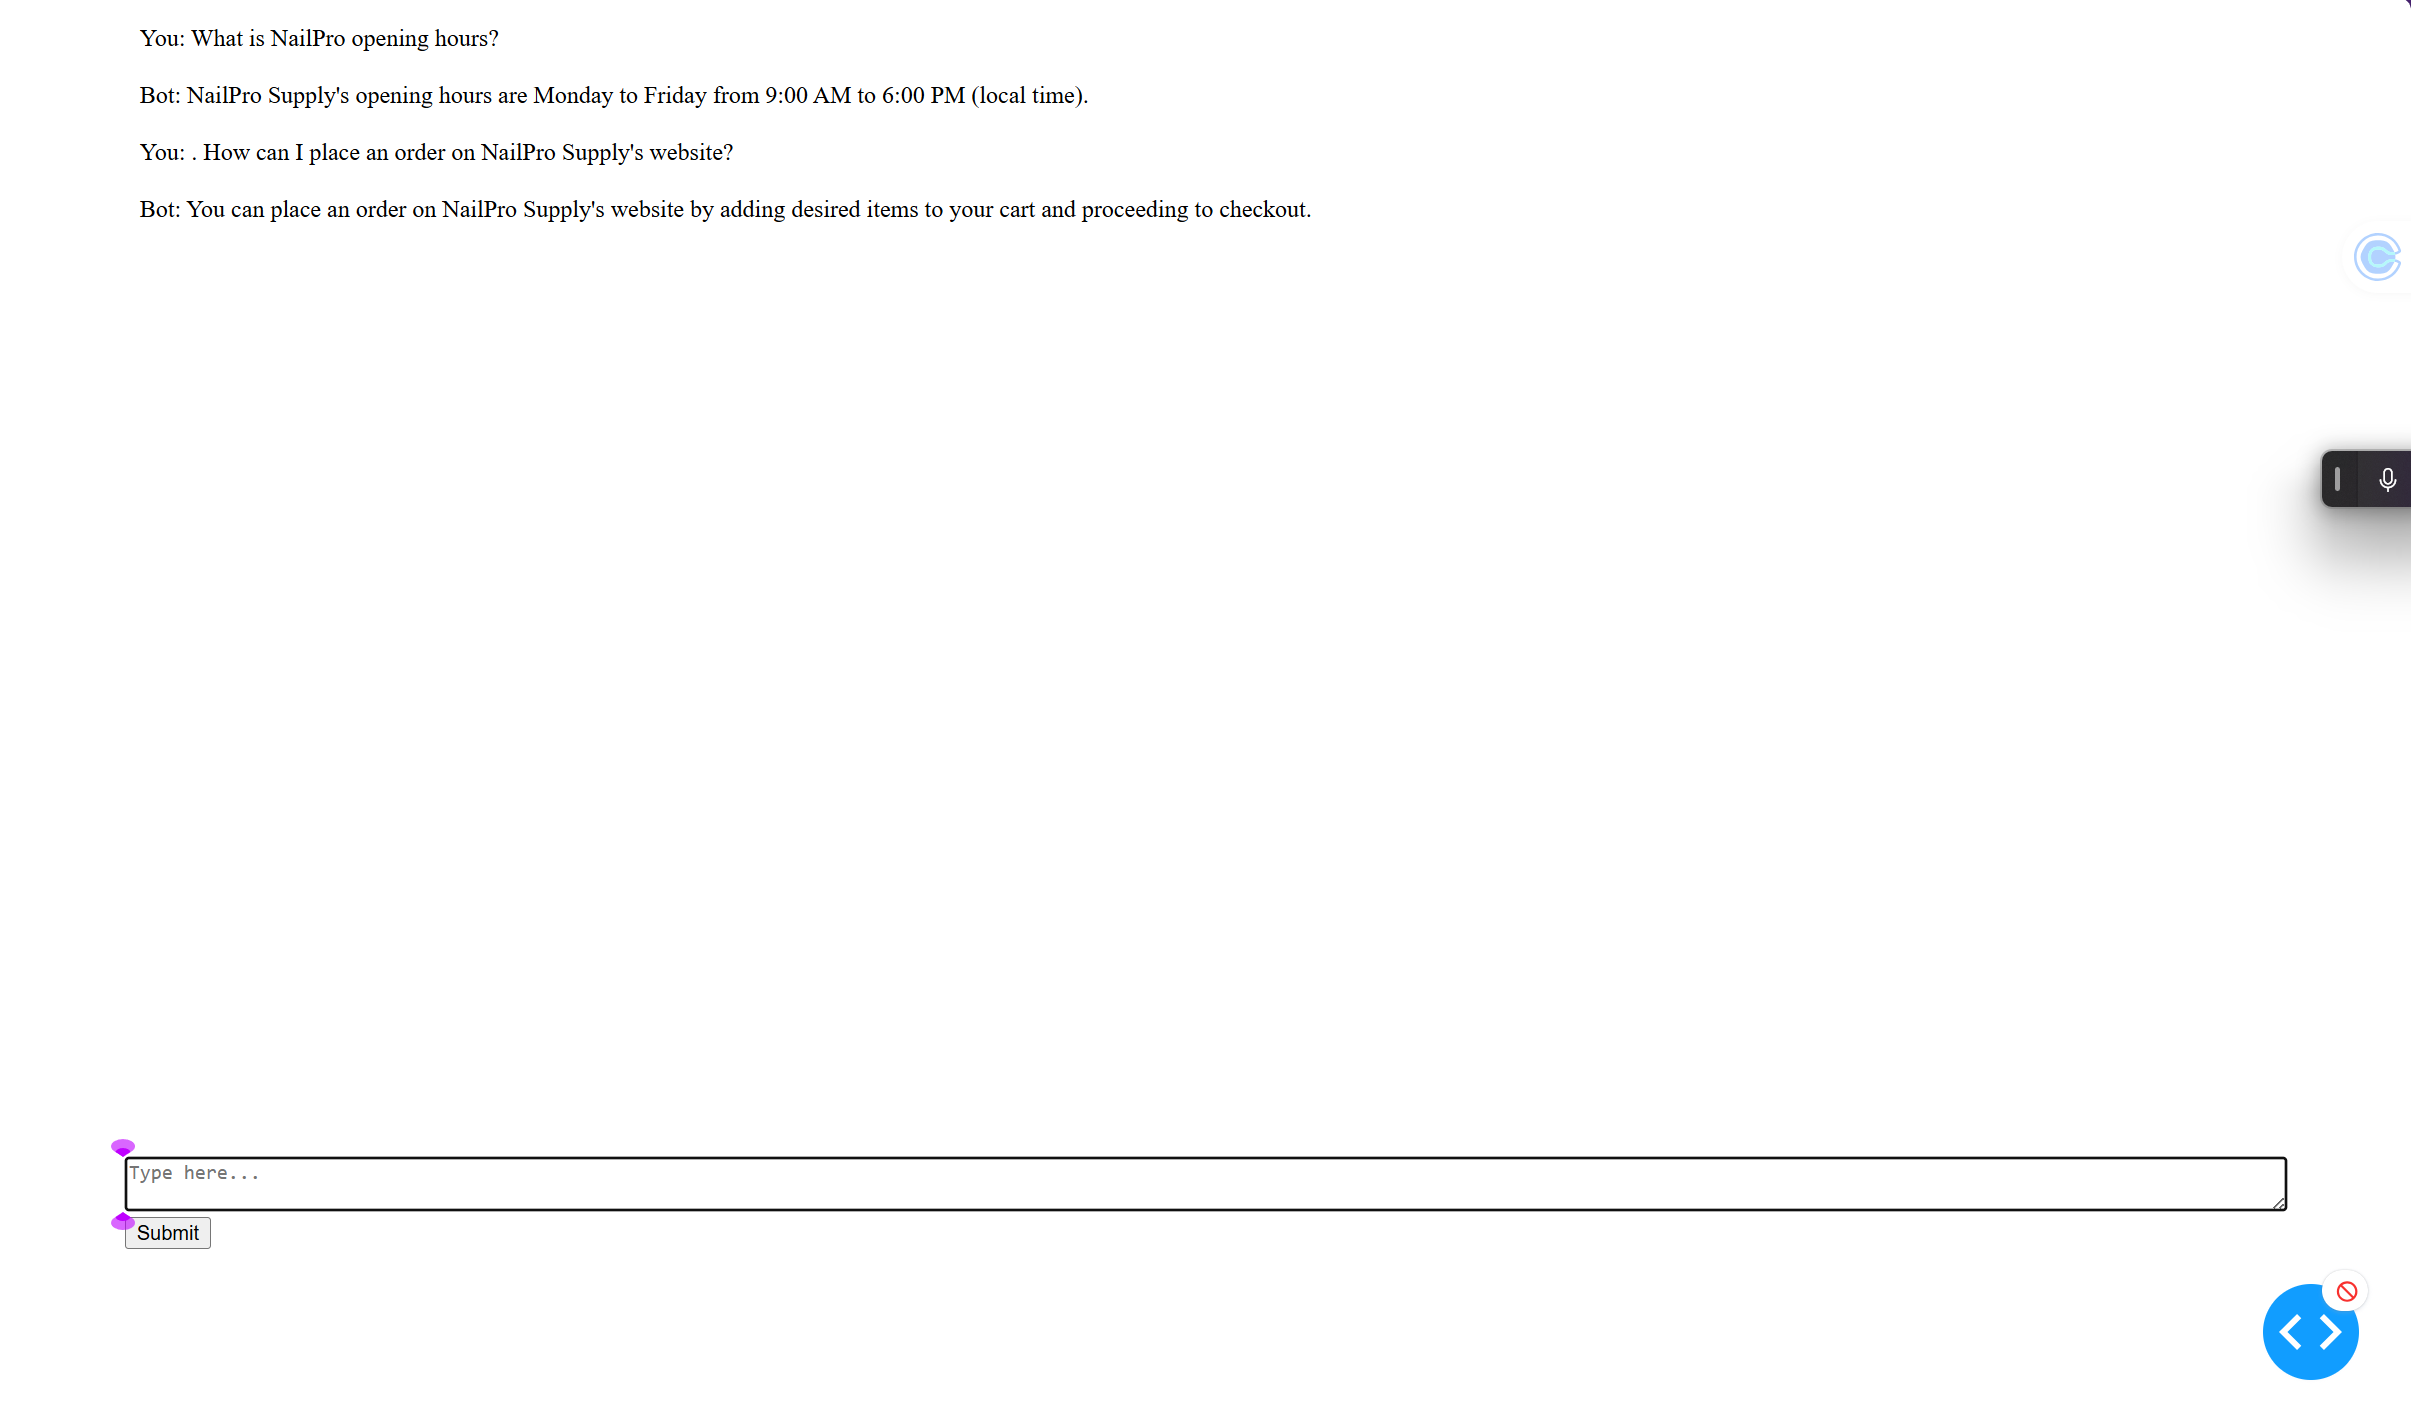 You: What is NailPro opening hours?
Bot: NailPro Supply's opening hours are Monday to Friday from 9:00 AM to 6:00 PM (local time).
You: . How can I place an order on NailPro Supply's website?
Bot: You can place an order on NailPro Supply's website by adding desired items to your cart and proceeding to checkout.
Type here...
Submit